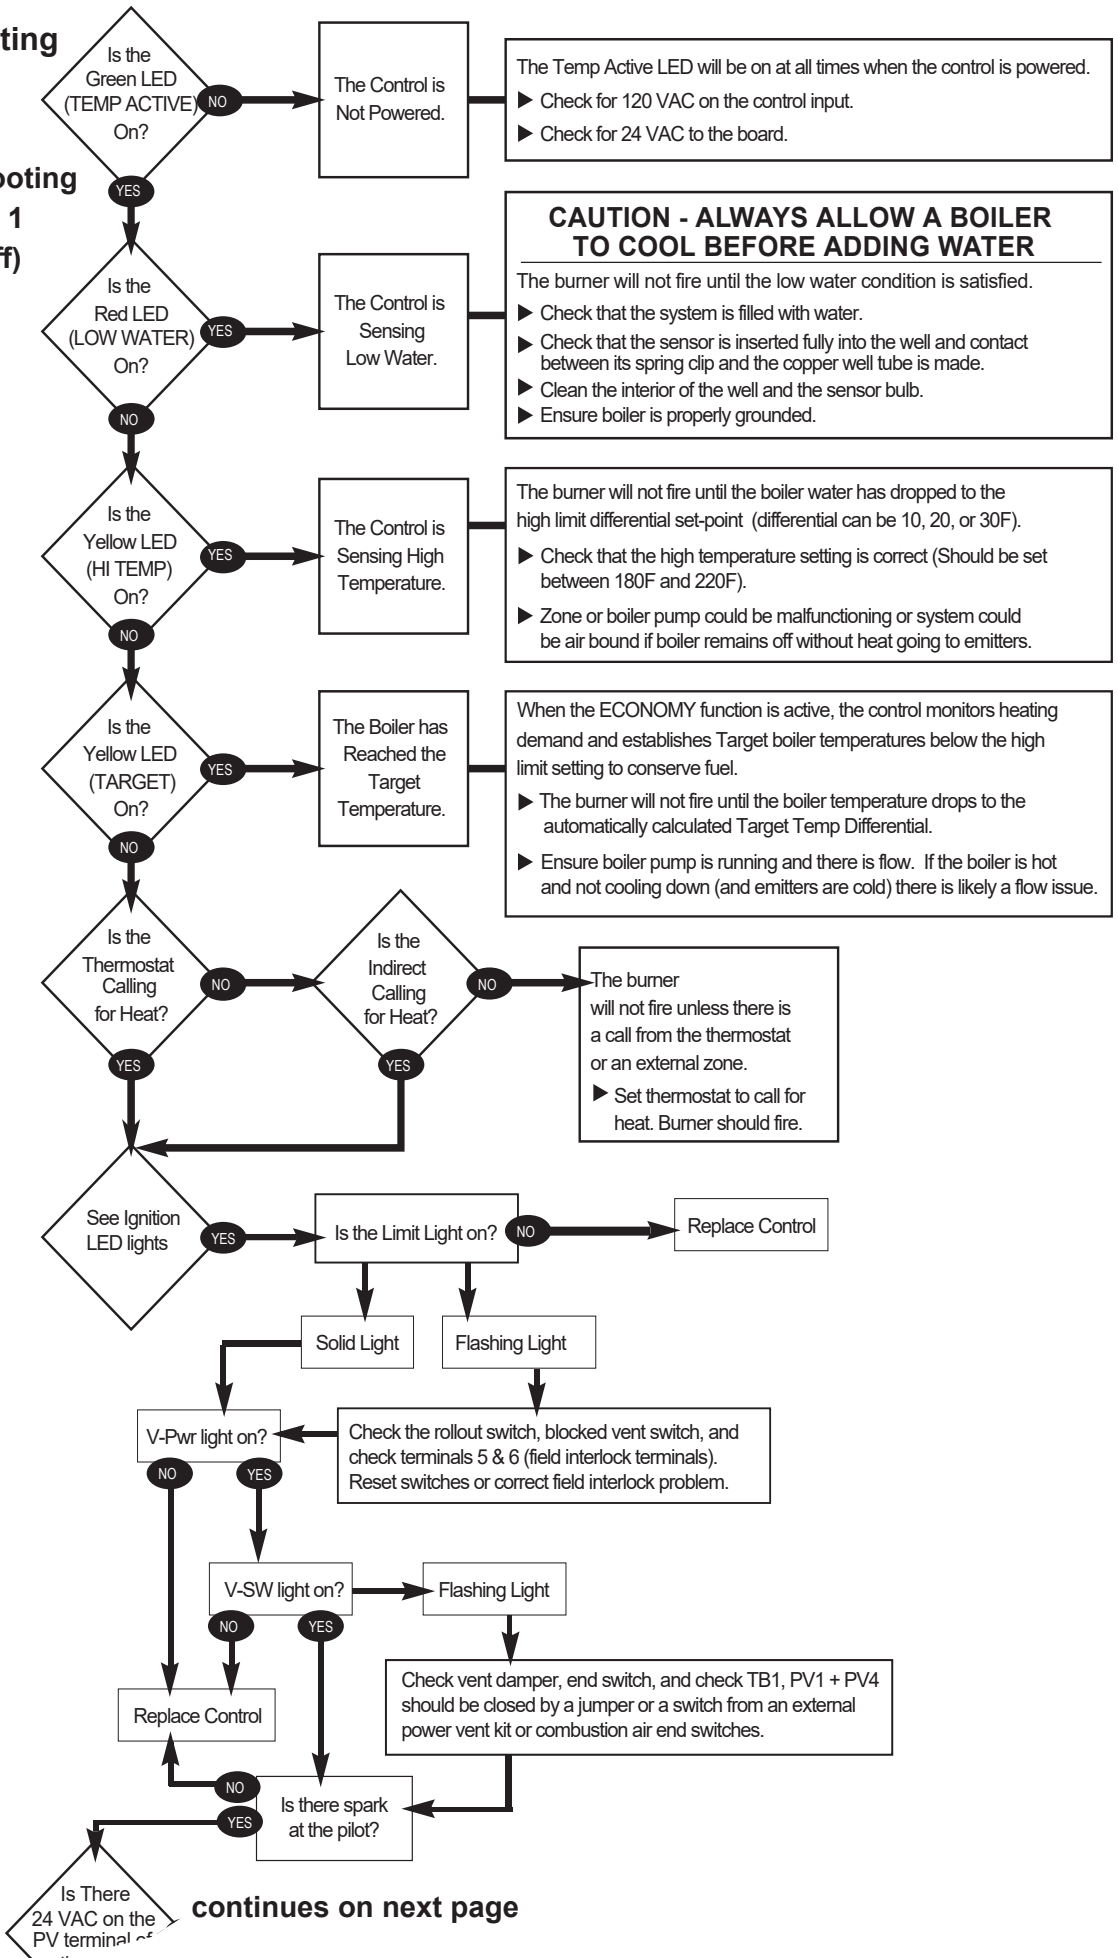 ting
Is the
Green LED
(TEMP ACTIVE)
On?
NO
The Control is
Not Powered.
The Temp Active LED will be on at all times when the control is powered.
▶ Check for 120 VAC on the control input.
▶ Check for 24 VAC to the board.
ooting
1
ff)
YES
Is the
Red LED
(LOW WATER)
On?
YES
The Control is
Sensing
Low Water.
CAUTION - ALWAYS ALLOW A BOILER
TO COOL BEFORE ADDING WATER
The burner will not fire until the low water condition is satisfied.
▶ Check that the system is filled with water.
▶ Check that the sensor is inserted fully into the well and contact
between its spring clip and the copper well tube is made.
▶ Clean the interior of the well and the sensor bulb.
▶ Ensure boiler is properly grounded.
NO
Is the
Yellow LED
(HI TEMP)
On?
YES
The Control is
Sensing High
Temperature.
The burner will not fire until the boiler water has dropped to the
high limit differential set-point (differential can be 10, 20, or 30F).
▶ Check that the high temperature setting is correct (Should be set
between 180F and 220F).
▶ Zone or boiler pump could be malfunctioning or system could
be air bound if boiler remains off without heat going to emitters.
NO
Is the
Yellow LED
(TARGET)
On?
YES
The Boiler has
Reached the
Target
Temperature.
When the ECONOMY function is active, the control monitors heating
demand and establishes Target boiler temperatures below the high
limit setting to conserve fuel.
▶ The burner will not fire until the boiler temperature drops to the
automatically calculated Target Temp Differential.
▶ Ensure boiler pump is running and there is flow. If the boiler is hot
and not cooling down (and emitters are cold) there is likely a flow issue.
NO
Is the
Thermostat
Calling
for Heat?
NO
Is the
Indirect
Calling
for Heat?
NO
The burner
will not fire unless there is
a call from the thermostat
or an external zone.
▶ Set thermostat to call for
heat. Burner should fire.
YES
YES
See Ignition
LED lights
YES
Is the Limit Light on?
NO
Replace Control
Solid Light
Flashing Light
V-Pwr light on?
Check the rollout switch, blocked vent switch, and
check terminals 5 & 6 (field interlock terminals).
Reset switches or correct field interlock problem.
NO
YES
V-SW light on?
Flashing Light
NO
YES
Check vent damper, end switch, and check TB1, PV1 + PV4
should be closed by a jumper or a switch from an external
power vent kit or combustion air end switches.
Replace Control
NO
YES
Is there spark
at the pilot?
Is There
24 VAC on the
PV terminal of
continues on next page